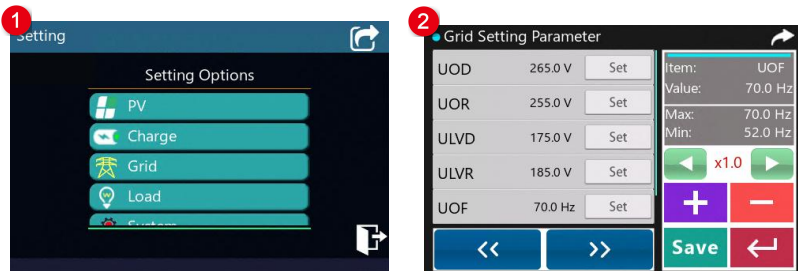 1
Setting
Setting Options
PV
Charge
Grid
Load
System
2
Grid Setting Parameter
UOD 265.0 V Set
UOR 255.0 V Set
ULVD 175.0 V Set
ULVR 185.0 V Set
UOF 70.0 Hz Set
<< >>
Item: UOF
Value: 70.0 Hz
Max: 70.0 Hz
Min: 52.0 Hz
x1.0
+ −
Save